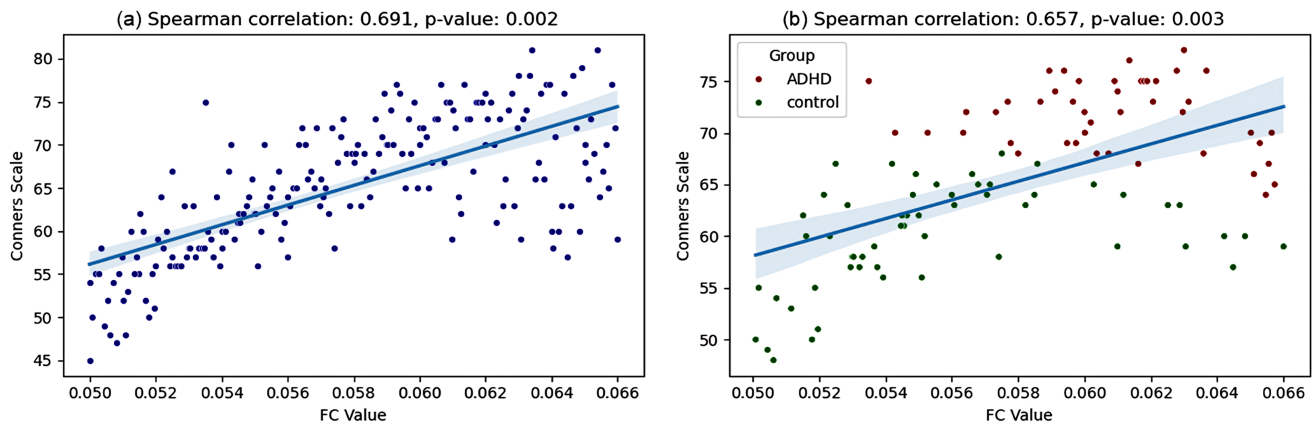 (a) Spearman correlation: 0.691, p-value: 0.002
80
75
70
65
60
55
50
45
Conners Scale
0.050 0.052 0.054 0.056 0.058 0.060 0.062 0.064 0.066
FC Value
(b) Spearman correlation: 0.657, p-value: 0.003
Group
ADHD
control
75
70
65
60
55
50
Conners Scale
0.050 0.052 0.054 0.056 0.058 0.060 0.062 0.064 0.066
FC Value